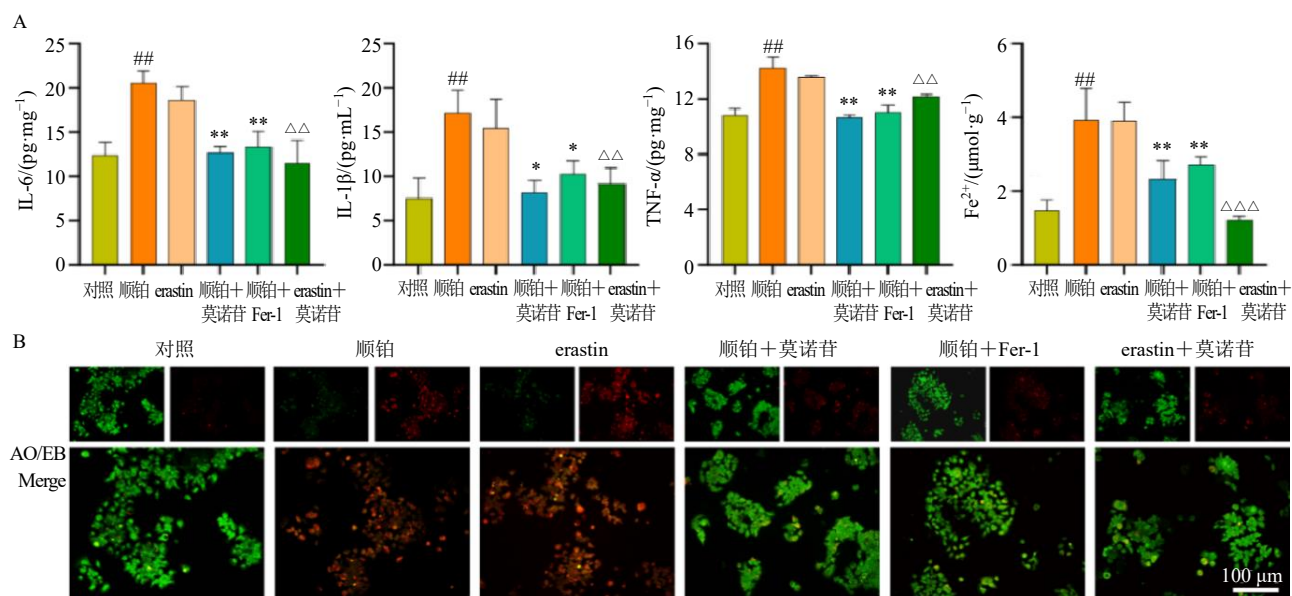 A
IL-6/(pg·mg⁻¹)
25
20
15
10
5
0
##
**
**
△△
对照 顺铂 erastin 顺铂+ 顺铂+ erastin+
莫诺苷 Fer-1 莫诺苷
IL-1β/(pg·mL⁻¹)
25
20
15
10
5
0
##
*
*
△△
对照 顺铂 erastin 顺铂+ 顺铂+ erastin+
莫诺苷 Fer-1 莫诺苷
TNF-α/(pg·mg⁻¹)
16
12
8
4
0
##
**
**
△△
对照 顺铂 erastin 顺铂+ 顺铂+ erastin+
莫诺苷 Fer-1 莫诺苷
Fe²⁺/(μmol·g⁻¹)
6
4
2
0
##
**
**
△△△
对照 顺铂 erastin 顺铂+ 顺铂+ erastin+
莫诺苷 Fer-1 莫诺苷
B
对照 顺铂 erastin 顺铂+莫诺苷 顺铂+Fer-1 erastin+莫诺苷
AO/EB
Merge
100 μm